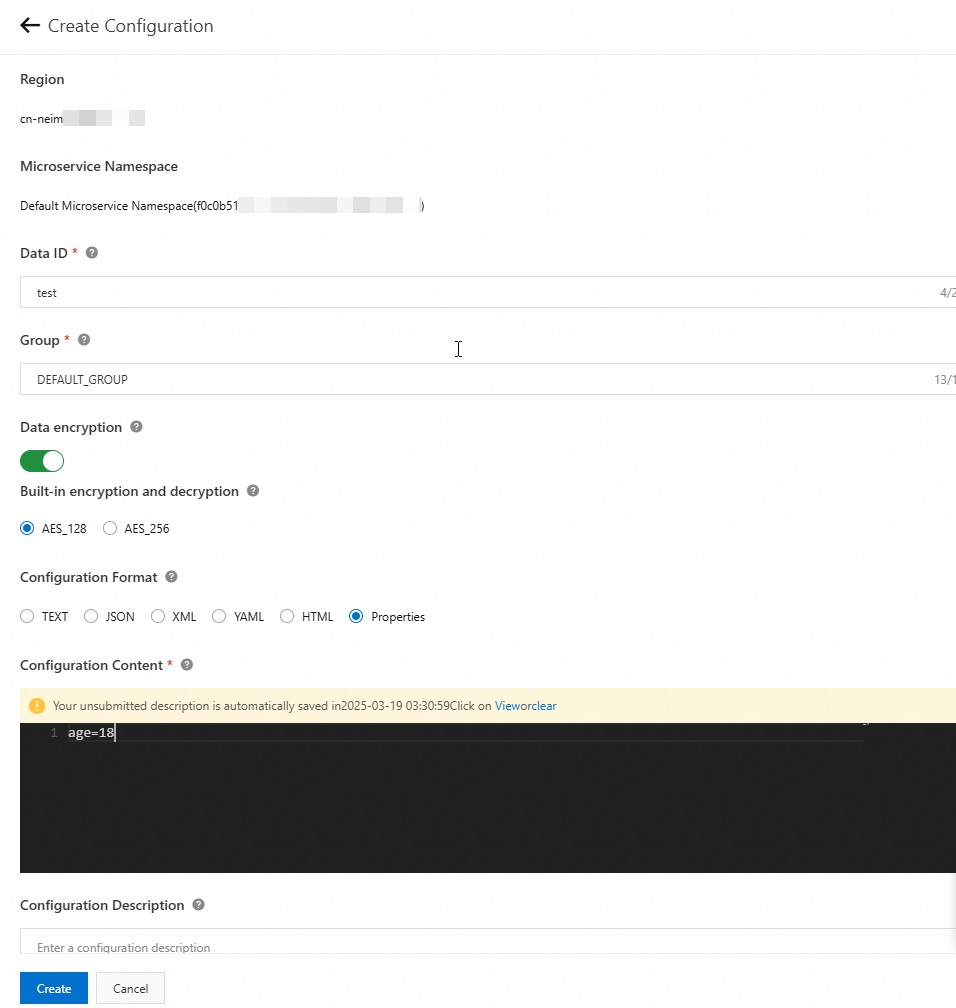 Create Configuration
Region
cn-neim
Microservice Namespace
Default Microservice Namespace(f0c0b51 )
Data ID *
test 4/2
Group *
DEFAULT_GROUP 13/1
Data encryption
Built-in encryption and decryption
AES_128 AES_256
Configuration Format
TEXT JSON XML YAML HTML Properties
Configuration Content *
Your unsubmitted description is automatically saved in2025-03-19 03:30:59Click on Vieworclear
1 age=18
Configuration Description
Enter a configuration description
Create Cancel